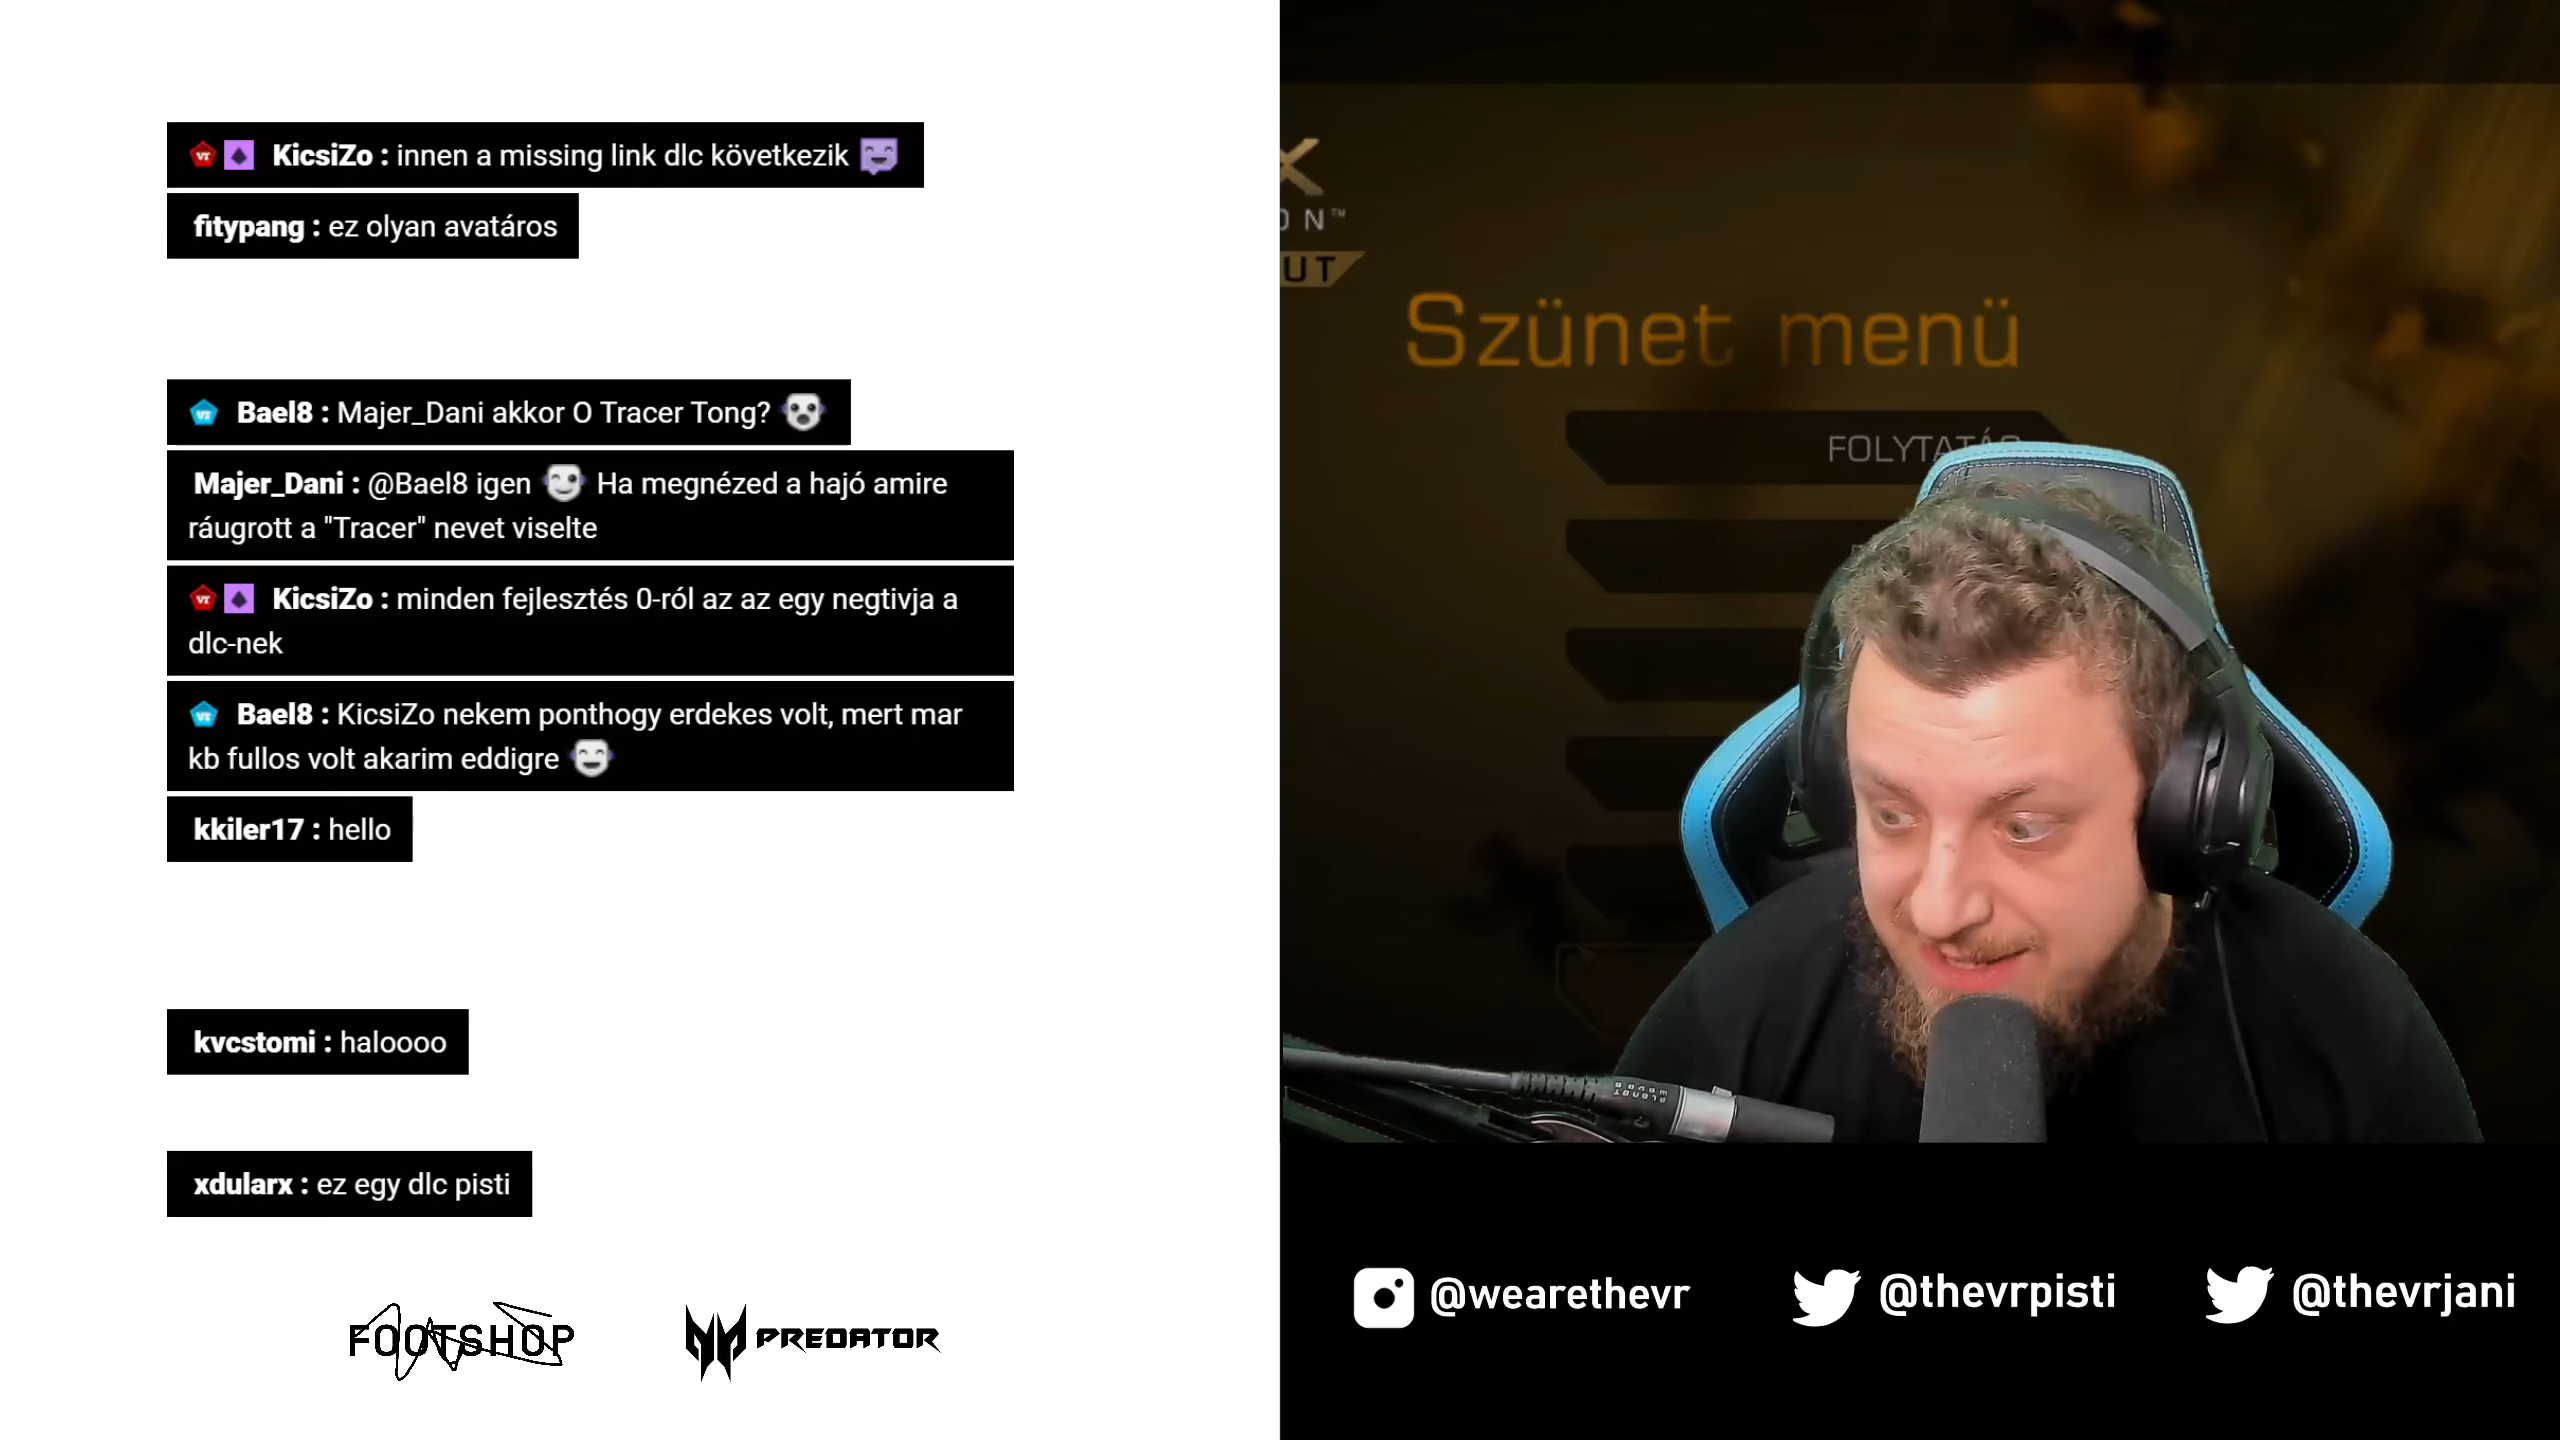 KicsiZo : innen a missing link dlc következik
fitypang : ez olyan avatáros
Bael8 : Majer_Dani akkor O Tracer Tong?
Majer_Dani : @Bael8 igen Ha megnézed a hajó amire
ráugrott a "Tracer" nevet viselte
KicsiZo : minden fejlesztés 0-ról az az egy negtivja a
dlc-nek
Bael8 : KicsiZo nekem ponthogy erdekes volt, mert mar
kb fullos volt akarim eddigre
kkiler17 : hello
kvcstomi : haloooo
xdularx : ez egy dlc pisti
FOOTSHOP
PREDATOR
X
ON™
UT
Szünet menü
FOLYTATÁS
@wearethevr
@thevrpisti
@thevrjani